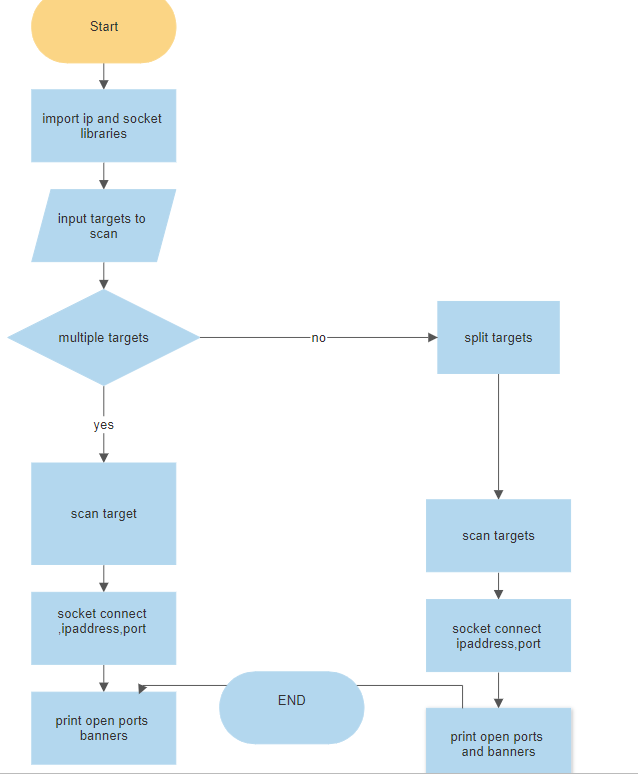 Start
import ip and socket
libraries
input targets to
scan
multiple targets
no
split targets
yes
scan target
scan targets
socket connect
,ipaddress,port
socket connect
ipaddress,port
END
print open ports
banners
print open ports
and banners